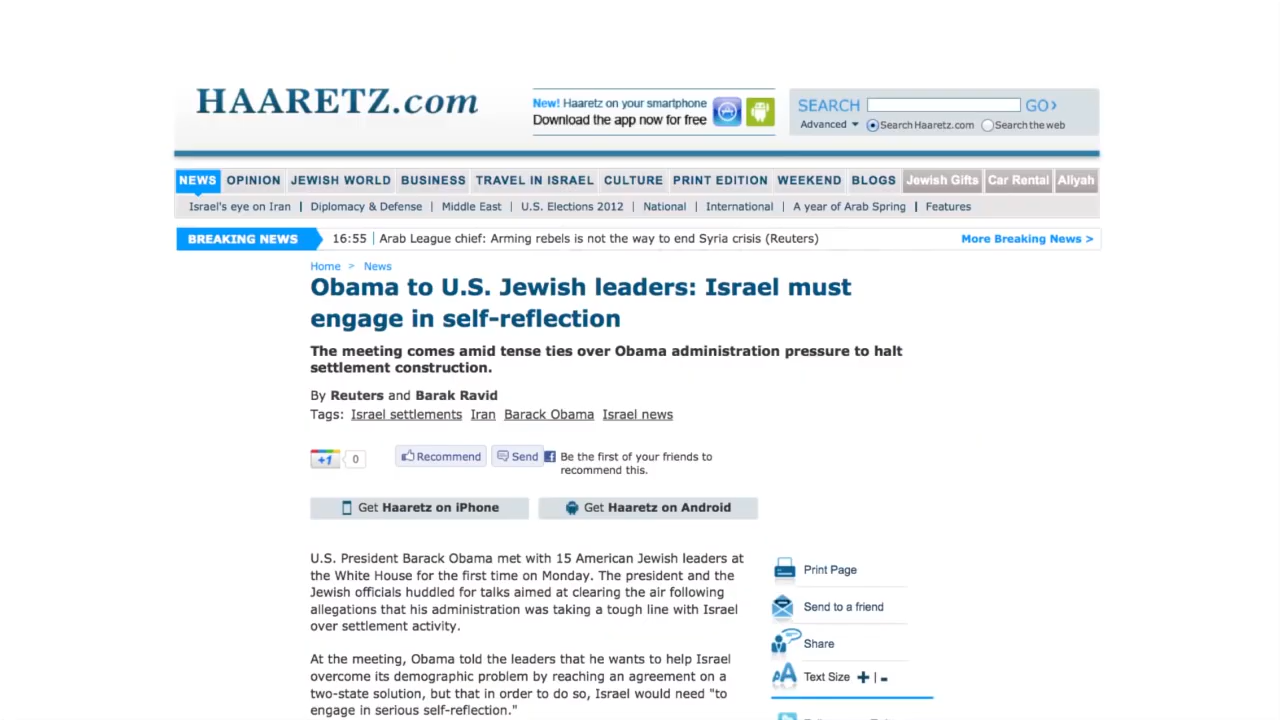 HAARETZ.com
New! Haaretz on your smartphone
Download the app now for free
SEARCH GO›
Advanced Search Haaretz.com Search the web
NEWS OPINION JEWISH WORLD BUSINESS TRAVEL IN ISRAEL CULTURE PRINT EDITION WEEKEND BLOGS Jewish Gifts Car Rental Aliyah
Israel's eye on Iran | Diplomacy & Defense | Middle East | U.S. Elections 2012 | National | International | A year of Arab Spring | Features
BREAKING NEWS 16:55 Arab League chief: Arming rebels is not the way to end Syria crisis (Reuters) More Breaking News >
Home > News
Obama to U.S. Jewish leaders: Israel must
engage in self-reflection
The meeting comes amid tense ties over Obama administration pressure to halt
settlement construction.
By Reuters and Barak Ravid
Tags: Israel settlements Iran Barack Obama Israel news
+1 0 Recommend Send Be the first of your friends to
recommend this.
Get Haaretz on iPhone Get Haaretz on Android
U.S. President Barack Obama met with 15 American Jewish leaders at
the White House for the first time on Monday. The president and the
Jewish officials huddled for talks aimed at clearing the air following
allegations that his administration was taking a tough line with Israel
over settlement activity.
At the meeting, Obama told the leaders that he wants to help Israel
overcome its demographic problem by reaching an agreement on a
two-state solution, but that in order to do so, Israel would need "to
engage in serious self-reflection."
Print Page
Send to a friend
Share
Text Size + | -